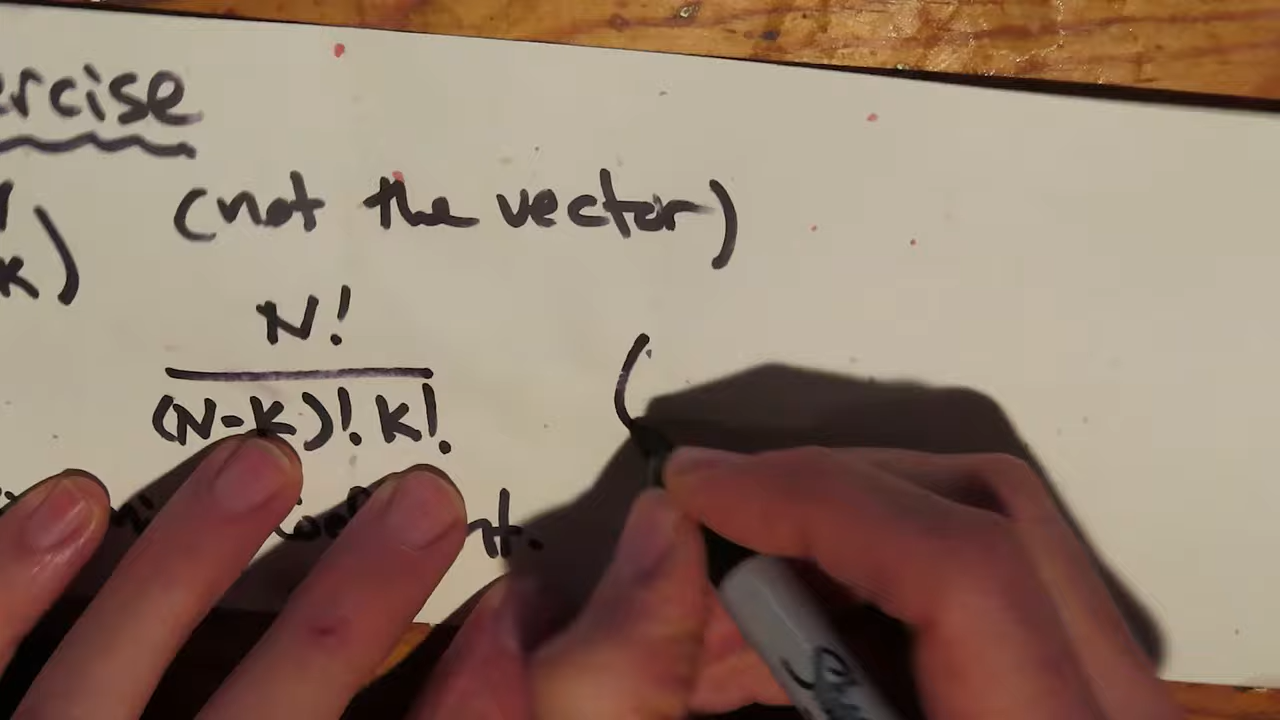 ercise
(not the vector)
K)
N!
(N-K)! K!
(